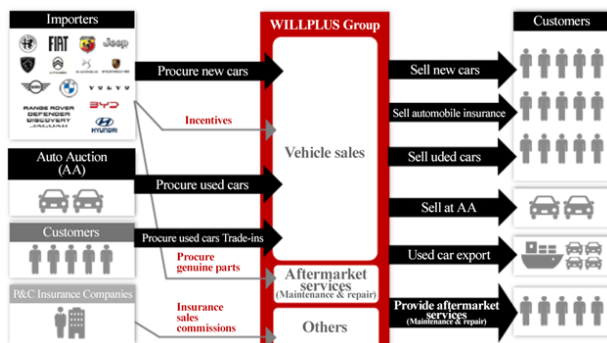 Importers
FIAT
Jeep
VOLVO
RANGE ROVER
DEFENDER
DISCOVERY
JAGUAR
BYD
HYUNDAI
Auto Auction
(AA)
Customers
P&C Insurance Companies
Procure new cars
Incentives
Procure used cars
Procure used cars Trade-ins
Procure
genuine parts
Insurance
sales
commissions
WILLPLUS Group
Vehicle sales
Aftermarket
services
(Maintenance & repair)
Others
Sell new cars
Sell automobile insurance
Sell uded cars
Sell at AA
Used car export
Provide aftermarket
services
(Maintenance & repair)
Customers